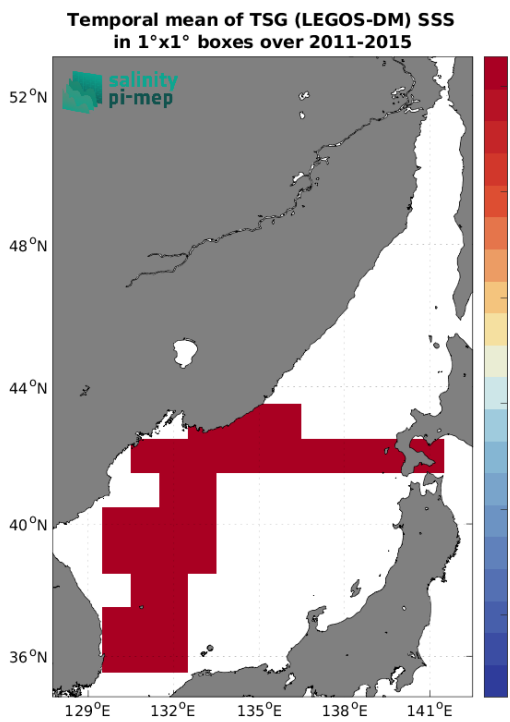 Temporal mean of TSG (LEGOS-DM) SSS
in 1°x1° boxes over 2011-2015
salinity
pi-mep
52°N
48°N
44°N
40°N
36°N
129°E 132°E 135°E 138°E 141°E